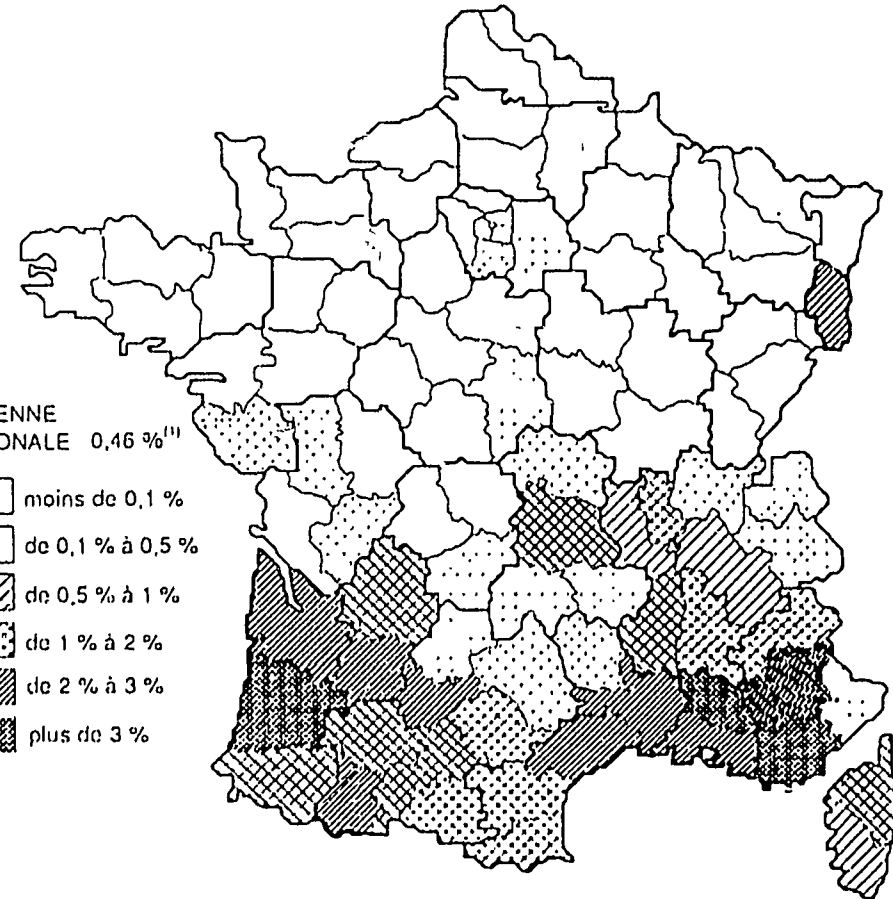 ENNE
ONALE 0,46 %(1)
moins de 0,1 %
de 0,1 % à 0,5 %
de 0,5 % à 1 %
de 1 % à 2 %
de 2 % à 3 %
plus de 3 %